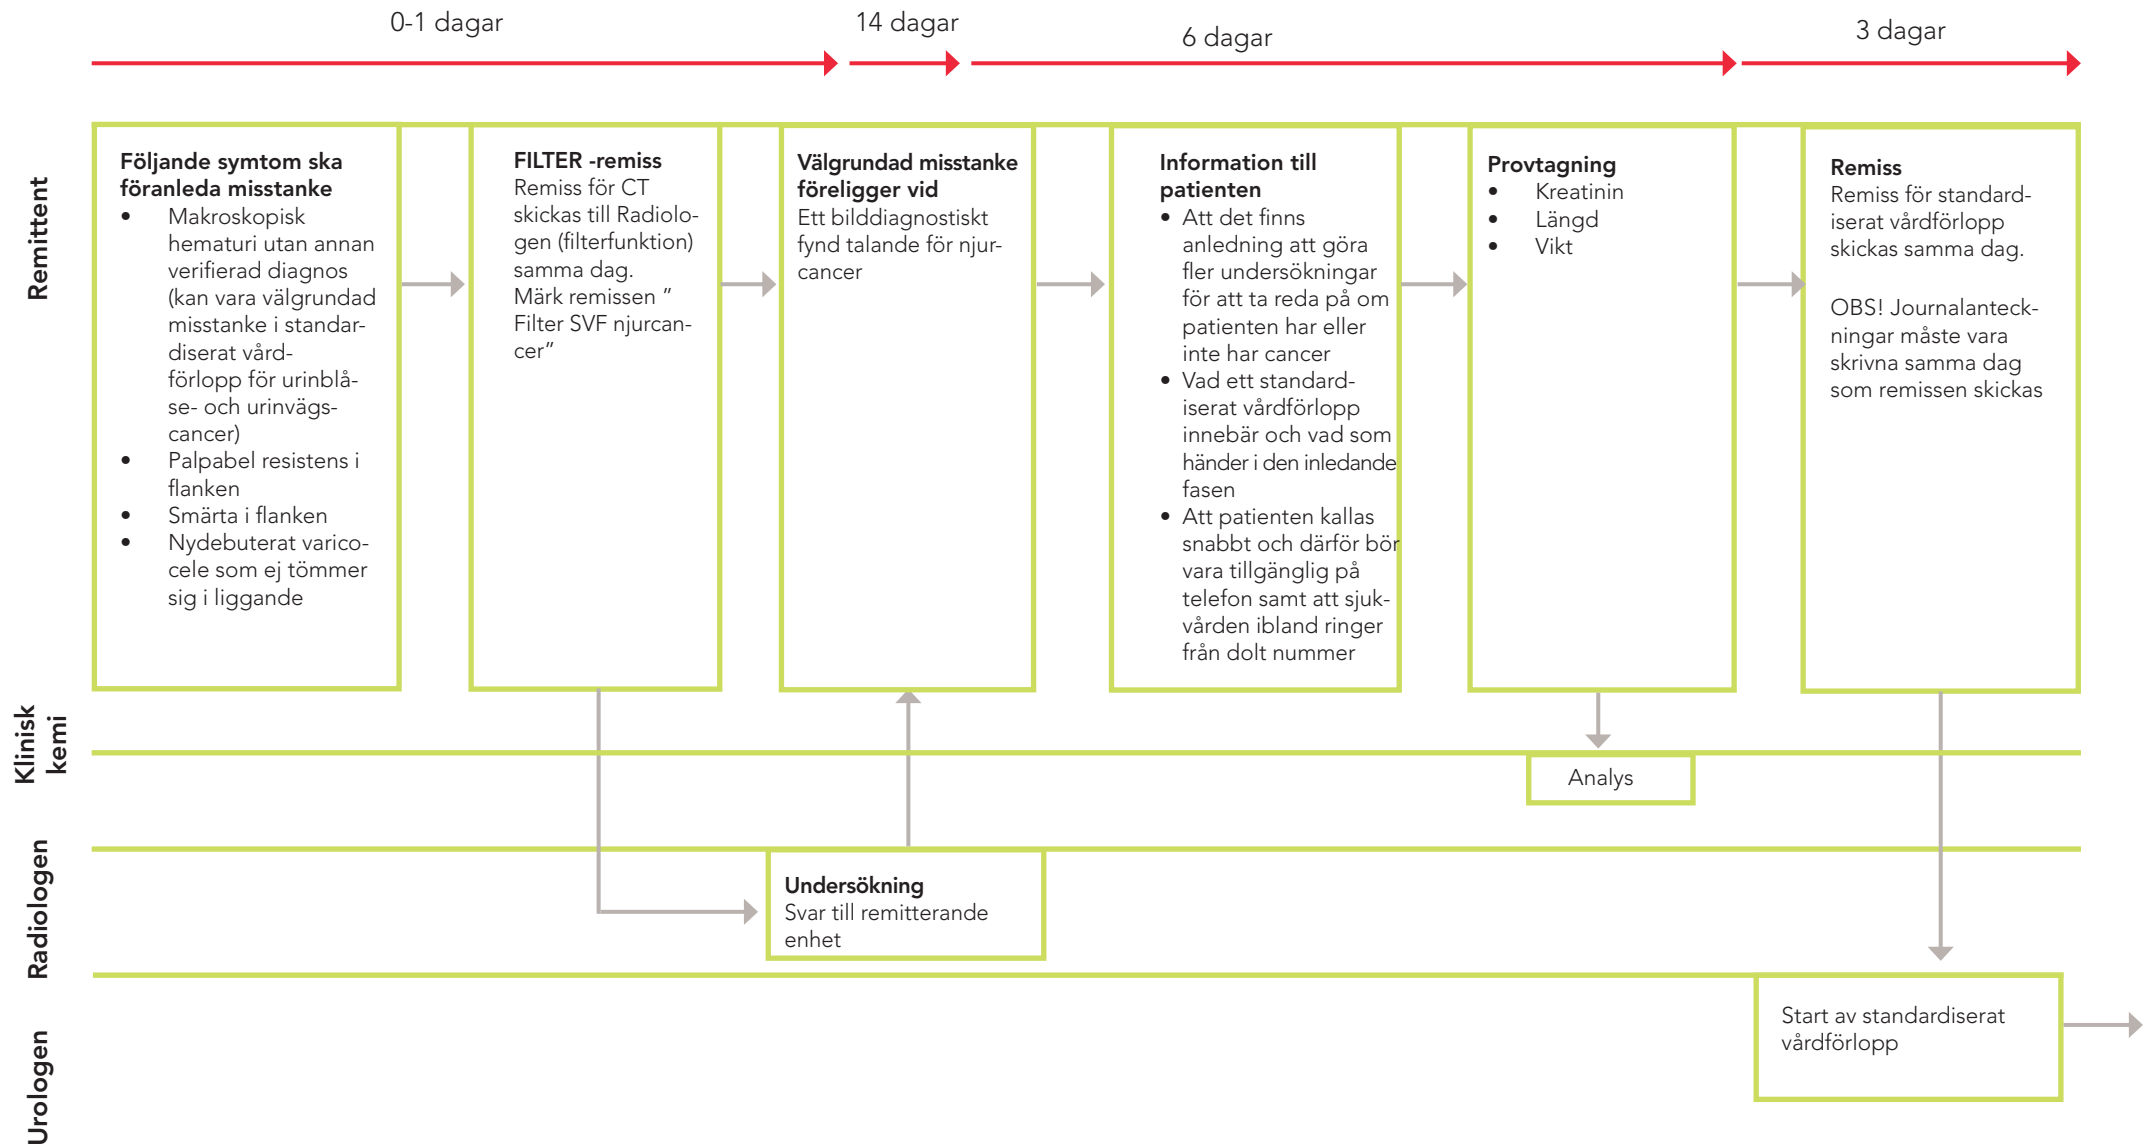 0-1 dagar
14 dagar
6 dagar
3 dagar
Remittent
Följande symtom ska
föranleda misstanke
• Makroskopisk
hematuri utan annan
verifierad diagnos
(kan vara välgrundad
misstanke i standar-
diserat vård-
förlopp för urinblå-
se- och urinvägs-
cancer)
• Palpabel resistens i
flanken
• Smärta i flanken
• Nydebuterat varico-
cele som ej tömmer
sig i liggande
FILTER -remiss
Remiss för CT
skickas till Radiolo-
gen (filterfunktion)
samma dag.
Märk remissen ”
Filter SVF njurcan-
cer”
Välgrundad misstanke
föreligger vid
Ett bilddiagnostiskt
fynd talande för njur-
cancer
Information till
patienten
• Att det finns
anledning att göra
fler undersökningar
för att ta reda på om
patienten har eller
inte har cancer
• Vad ett standard-
iserat vårdförlopp
innebär och vad som
händer i den inledande
fasen
• Att patienten kallas
snabbt och därför bör
vara tillgänglig på
telefon samt att sjuk-
vården ibland ringer
från dolt nummer
Provtagning
• Kreatinin
• Längd
• Vikt
Remiss
Remiss för standard-
iserat vårdförlopp
skickas samma dag.
OBS! Journalanteck-
ningar måste vara
skrivna samma dag
som remissen skickas
Klinisk
kemi
Analys
Radiologen
Undersökning
Svar till remitterande
enhet
Urologen
Start av standardiserat
vårdförlopp